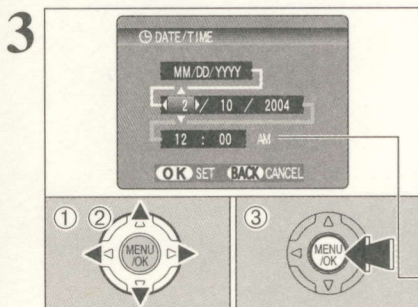 3
DATE/TIME
MM/DD/YYYY
2 / 10 / 2004
12 : 00 AM
OK SET BACK CANCEL
① ②
MENU
/OK
③
MENU
/OK